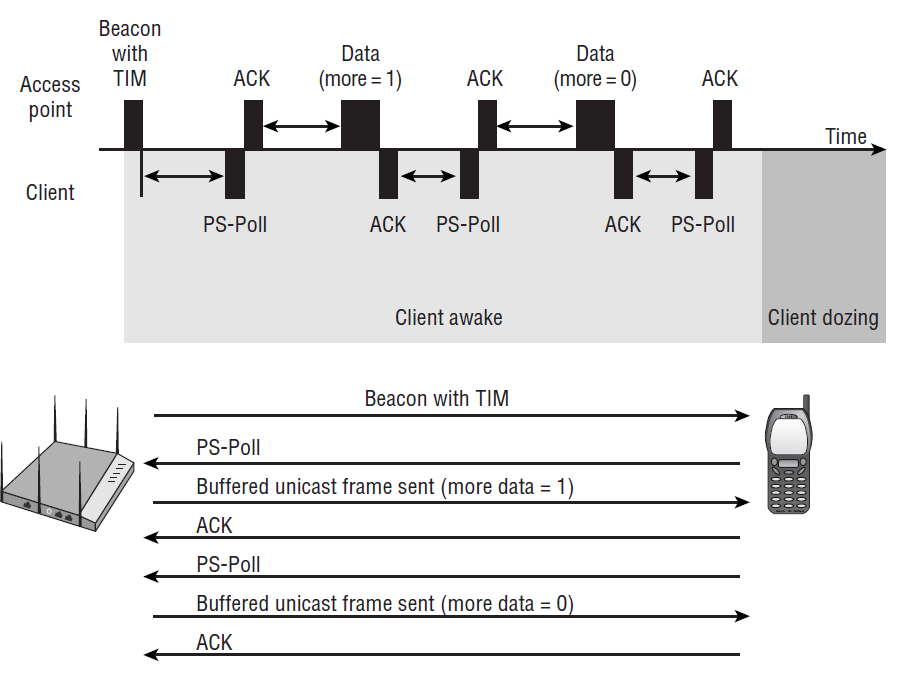 Beacon
with
TIM
ACK
Data
(more = 1)
ACK
Data
(more = 0)
ACK
Access
point
Time
Client
PS-Poll
ACK
PS-Poll
ACK
PS-Poll
Client awake
Client dozing
Beacon with TIM
PS-Poll
Buffered unicast frame sent (more data = 1)
ACK
PS-Poll
Buffered unicast frame sent (more data = 0)
ACK